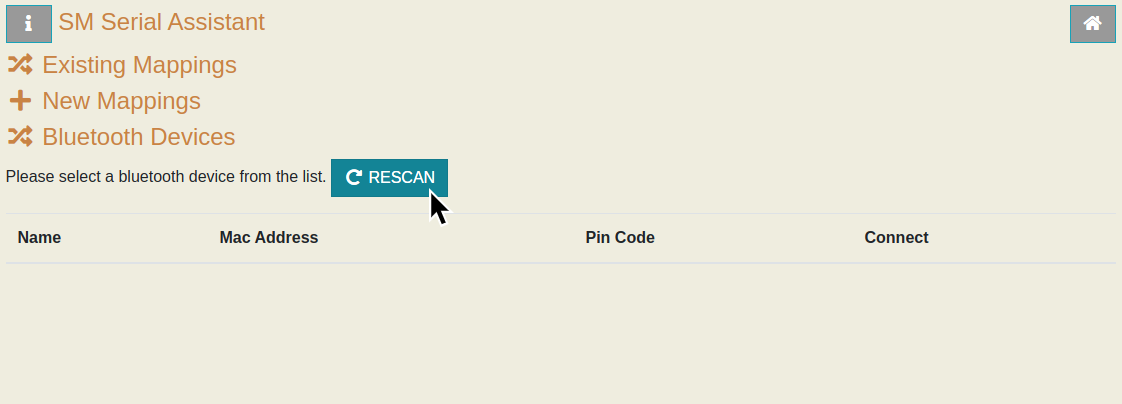 SM Serial Assistant
Existing Mappings
New Mappings
Bluetooth Devices
Please select a bluetooth device from the list. RESCAN
Name Mac Address Pin Code Connect